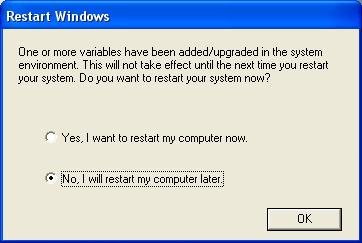 Restart Windows
One or more variables have been added/upgraded in the system
environment. This will not take effect until the next time you restart
your system. Do you want to restart your system now?
Yes, I want to restart my computer now.
No, I will restart my computer later.
OK